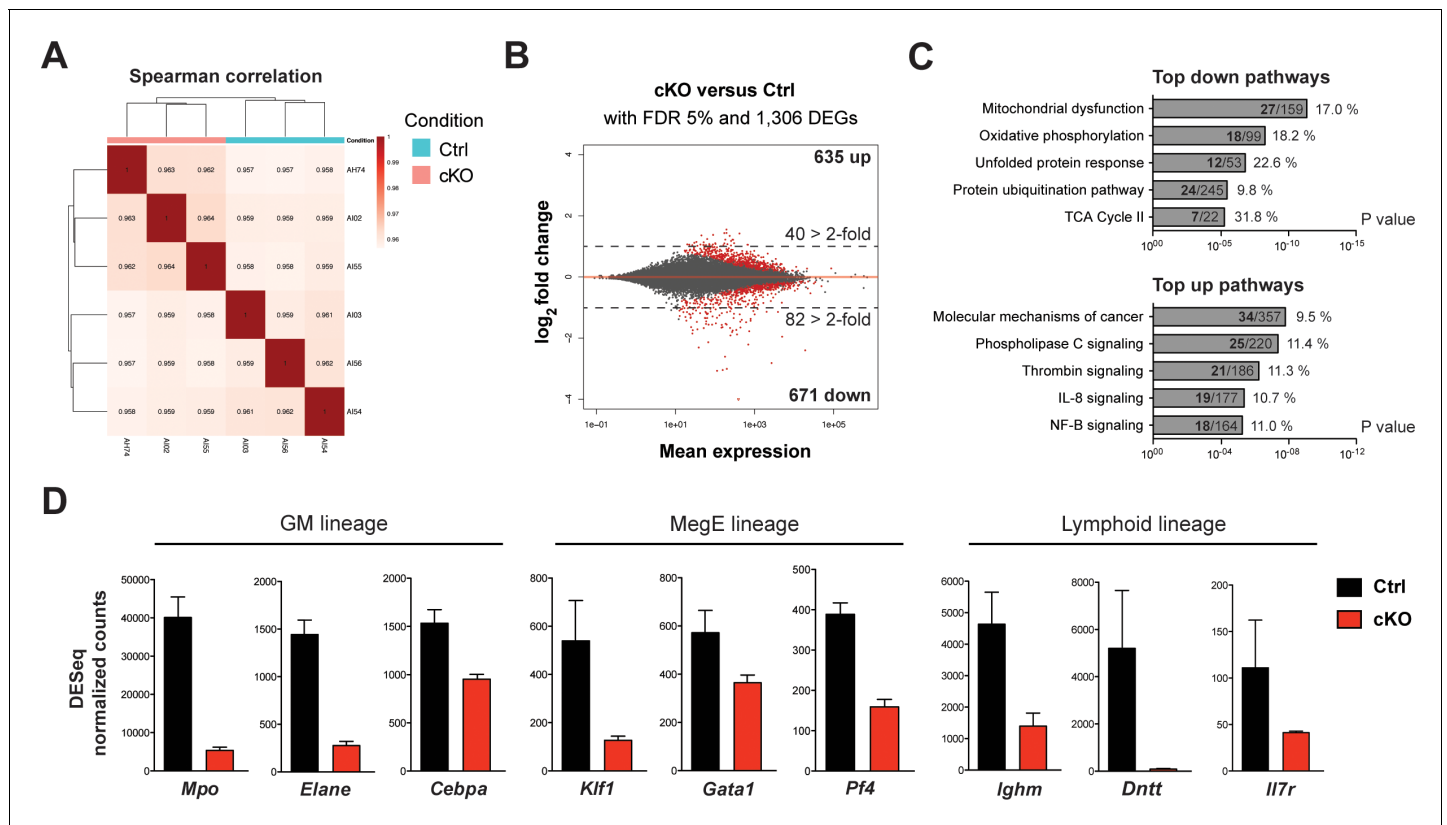 A
Spearman correlation
Condition
Ctrl
cKO
Condition
1
0.99
0.98
0.97
0.96
1 0.963 0.962 0.957 0.957 0.958 AH74
0.963 1 0.964 0.959 0.959 0.959 AI02
0.962 0.964 1 0.958 0.958 0.959 AI55
0.957 0.959 0.958 1 0.959 0.961 AI03
0.957 0.959 0.958 0.959 1 0.962 AI56
0.958 0.959 0.959 0.961 0.962 1 AI54
AH74 AI02 AI55 AI03 AI56 AI54
B
cKO versus Ctrl
with FDR 5% and 1,306 DEGs
635 up
40 > 2-fold
82 > 2-fold
671 down
log2 fold change
4
2
0
−2
−4
1e−01 1e+01 1e+03 1e+05
Mean expression
C
Top down pathways
Mitochondrial dysfunction 27/159 17.0 %
Oxidative phosphorylation 18/99 18.2 %
Unfolded protein response 12/53 22.6 %
Protein ubiquitination pathway 24/245 9.8 %
TCA Cycle II 7/22 31.8 % P value
10⁰⁰ 10⁻⁰⁵ 10⁻¹⁰ 10⁻¹⁵
Top up pathways
Molecular mechanisms of cancer 34/357 9.5 %
Phospholipase C signaling 25/220 11.4 %
Thrombin signaling 21/186 11.3 %
IL-8 signaling 19/177 10.7 %
NF-B signaling 18/164 11.0 % P value
10⁰⁰ 10⁻⁰⁴ 10⁻⁰⁸ 10⁻¹²
D
GM lineage MegE lineage Lymphoid lineage
DESeq
normalized counts
50000
40000
30000
20000
10000
0
Mpo
2000
1500
1000
500
0
Elane
2000
1500
1000
500
0
Cebpa
800
600
400
200
0
Klf1
800
600
400
200
0
Gata1
500
400
300
200
100
0
Pf4
6000
5000
4000
3000
2000
1000
0
Ighm
8000
6000
4000
2000
0
Dntt
200
150
100
50
0
Il7r
Ctrl
cKO